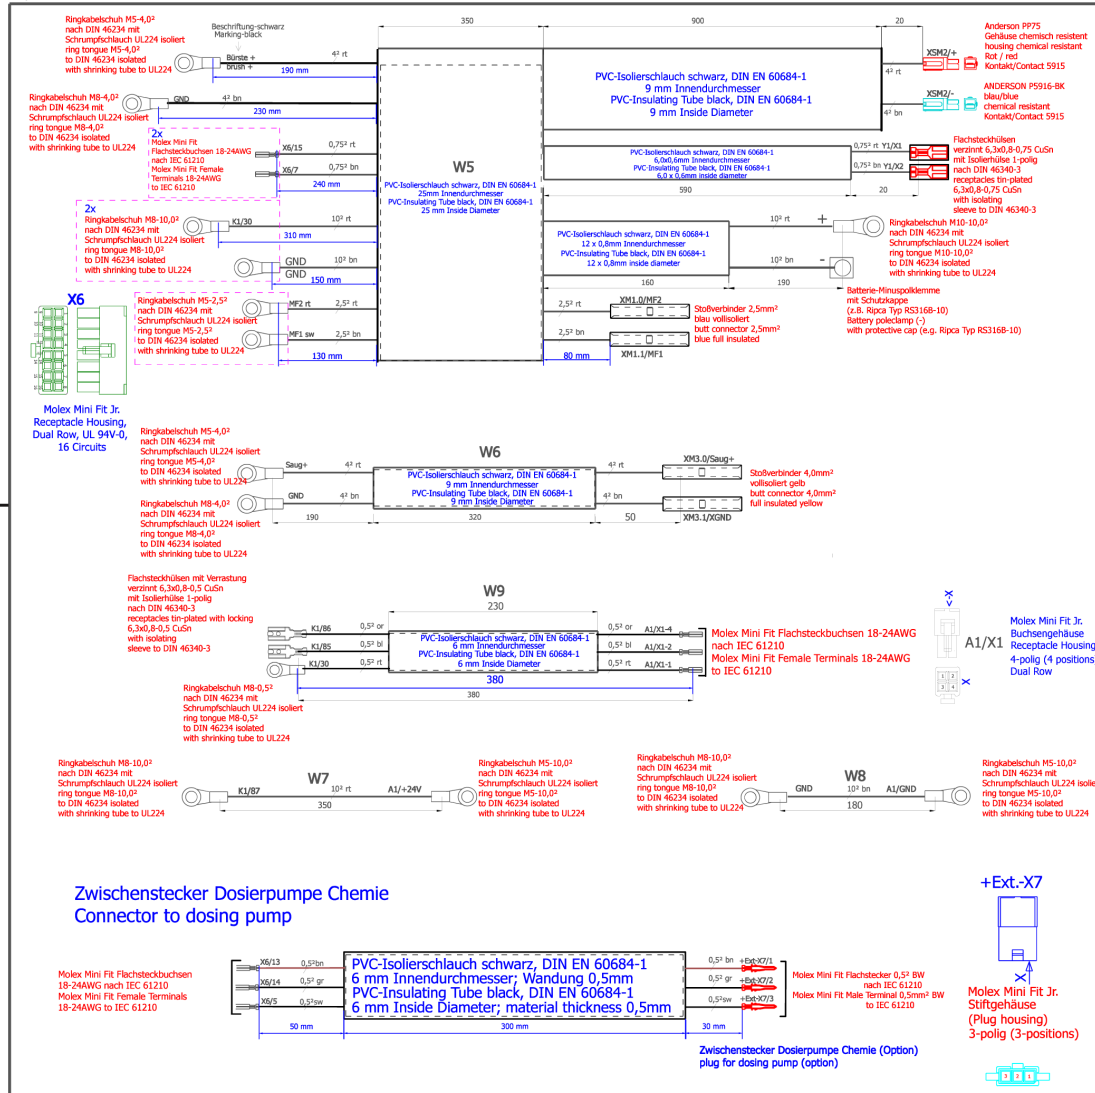 Ringkabelschuh M5-4,0²
nach DIN 46234 mit
Schrumpfschlauch UL224 isoliert
ring tongue M5-4,0²
to DIN 46234 isolated
with shrinking tube to UL224
Beschriftung-schwarz
Marking-black
Bürste +
brush +
4² rt
190 mm
350
900
20
PVC-Isolierschlauch schwarz, DIN EN 60684-1
9 mm Innendurchmesser
PVC-Insulating Tube black, DIN EN 60684-1
9 mm Inside Diameter
XSM2/+
4² rt
XSM2/-
4² bn
Anderson PP75
Gehäuse chemisch resistent
housing chemical resistant
Rot / red
Kontakt/Contact 5915
ANDERSON P5916-BK
blau/blue
chemical resistant
Kontakt/Contact 5915
Ringkabelschuh M8-4,0²
nach DIN 46234 mit
Schrumpfschlauch UL224 isoliert
ring tongue M8-4,0²
to DIN 46234 isolated
with shrinking tube to UL224
GND
4² bn
230 mm
2x
Molex Mini Fit
Flachsteckbuchsen 18-24AWG
nach IEC 61210
Molex Mini Fit Female
Terminals 18-24AWG
to IEC 61210
X6/15
0,75² rt
X6/7
0,75² bn
240 mm
W5
PVC-Isolierschlauch schwarz, DIN EN 60684-1
25mm Innendurchmesser
PVC-Insulating Tube black, DIN EN 60684-1
25 mm Inside Diameter
PVC-Isolierschlauch schwarz, DIN EN 60684-1
6,0x0,6mm Innendurchmesser
PVC-Insulating Tube black, DIN EN 60684-1
6,0 x 0,6mm inside diameter
590
0,75² rt Y1/X1
0,75² bn Y1/X2
20
Flachsteckhülsen
verzinnt 6,3x0,8-0,75 CuSn
mit Isolierhülse 1-polig
nach DIN 46340-3
receptacles tin-plated
6,3x0,8-0,75 CuSn
with isolating
sleeve to DIN 46340-3
2x
Ringkabelschuh M8-10,0²
nach DIN 46234 mit
Schrumpfschlauch UL224 isoliert
ring tongue M8-10,0²
to DIN 46234 isolated
with shrinking tube to UL224
K1/30
10² rt
310 mm
GND
GND
10² bn
150 mm
PVC-Isolierschlauch schwarz, DIN EN 60684-1
12 x 0,8mm Innendurchmesser
PVC-Insulating Tube black, DIN EN 60684-1
12 x 0,8mm inside diameter
160
10² rt
+
10² bn
-
190
Ringkabelschuh M10-10,0²
nach DIN 46234 mit
Schrumpfschlauch UL224 isoliert
ring tongue M10-10,0²
to DIN 46234 isolated
with shrinking tube to UL224
Batterie-Minuspolklemme
mit Schutzkappe
(z.B. Ripca Typ RS316B-10)
Battery poleclamp (-)
with protective cap (e.g. Ripca Typ RS316B-10)
X6
Molex Mini Fit Jr.
Receptacle Housing,
Dual Row, UL 94V-0,
16 Circuits
Ringkabelschuh M5-2,5²
nach DIN 46234 mit
Schrumpfschlauch UL224 isoliert
ring tongue M5-2,5²
to DIN 46234 isolated
with shrinking tube to UL224
MF2 rt
2,5² rt
MF1 sw
2,5² bn
130 mm
2,5² rt
XM1.0/MF2
2,5² bn
XM1.1/MF1
80 mm
Stoßverbinder 2,5mm²
blau vollisoliert
butt connector 2,5mm²
blue full insulated
Ringkabelschuh M5-4,0²
nach DIN 46234 mit
Schrumpfschlauch UL224 isoliert
ring tongue M5-4,0²
to DIN 46234 isolated
with shrinking tube to UL224
Ringkabelschuh M8-4,0²
nach DIN 46234 mit
Schrumpfschlauch UL224 isoliert
ring tongue M8-4,0²
to DIN 46234 isolated
with shrinking tube to UL224
W6
Saug+
4² rt
GND
4² bn
PVC-Isolierschlauch schwarz, DIN EN 60684-1
9 mm Innendurchmesser
PVC-Insulating Tube black, DIN EN 60684-1
9 mm Inside Diameter
4² rt
XM3.0/Saug+
4² bn
XM3.1/XGND
190
320
50
Stoßverbinder 4,0mm²
vollisoliert gelb
butt connector 4,0mm²
full insulated yellow
Flachsteckhülsen mit Verrastung
verzinnt 6,3x0,8-0,5 CuSn
mit Isolierhülse 1-polig
nach DIN 46340-3
receptacles tin-plated with locking
6,3x0,8-0,5 CuSn
with isolating
sleeve to DIN 46340-3
W9
230
K1/86
0,5² or
K1/85
0,5² bl
K1/30
0,5² rt
PVC-Isolierschlauch schwarz, DIN EN 60684-1
6 mm Innendurchmesser
PVC-Insulating Tube black, DIN EN 60684-1
6 mm Inside Diameter
0,5² or
A1/X1-4
0,5² bl
A1/X1-2
0,5² rt
A1/X1-1
380
380
Molex Mini Fit Flachsteckbuchsen 18-24AWG
nach IEC 61210
Molex Mini Fit Female Terminals 18-24AWG
to IEC 61210
<-X
A1/X1
X
1 2
3 4
Molex Mini Fit Jr.
Buchsengehäuse
Receptacle Housing
4-polig (4 positions
Dual Row
Ringkabelschuh M8-0,5²
nach DIN 46234 mit
Schrumpfschlauch UL224 isoliert
ring tongue M8-0,5²
to DIN 46234 isolated
with shrinking tube to UL224
Ringkabelschuh M8-10,0²
nach DIN 46234 mit
Schrumpfschlauch UL224 isoliert
ring tongue M8-10,0²
to DIN 46234 isolated
with shrinking tube to UL224
W7
K1/87
10² rt
A1/+24V
350
Ringkabelschuh M5-10,0²
nach DIN 46234 mit
Schrumpfschlauch UL224 isoliert
ring tongue M5-10,0²
to DIN 46234 isolated
with shrinking tube to UL224
Ringkabelschuh M8-10,0²
nach DIN 46234 mit
Schrumpfschlauch UL224 isoliert
ring tongue M8-10,0²
to DIN 46234 isolated
with shrinking tube to UL224
W8
GND
10² bn
A1/GND
180
Ringkabelschuh M5-10,0²
nach DIN 46234 mit
Schrumpfschlauch UL224 isolie
ring tongue M5-10,0²
to DIN 46234 isolated
with shrinking tube to UL224
Zwischenstecker Dosierpumpe Chemie
Connector to dosing pump
Molex Mini Fit Flachsteckbuchsen
18-24AWG nach IEC 61210
Molex Mini Fit Female Terminals
18-24AWG to IEC 61210
X6/13
0,5²bn
X6/14
0,5² gr
X6/5
0,5²sw
PVC-Isolierschlauch schwarz, DIN EN 60684-1
6 mm Innendurchmesser; Wandung 0,5mm
PVC-Insulating Tube black, DIN EN 60684-1
6 mm Inside Diameter; material thickness 0,5mm
0,5² bn
+Ext-X7/1
0,5² gr
+Ext-X7/2
0,5²sw
+Ext-X7/3
50 mm
300 mm
30 mm
Molex Mini Fit Flachstecker 0,5² BW
nach IEC 61210
Molex Mini Fit Male Terminal 0,5mm² BW
to IEC 61210
Zwischenstecker Dosierpumpe Chemie (Option)
plug for dosing pump (option)
+Ext.-X7
X
Molex Mini Fit Jr.
Stiftgehäuse
(Plug housing)
3-polig (3-positions)
3 2 1